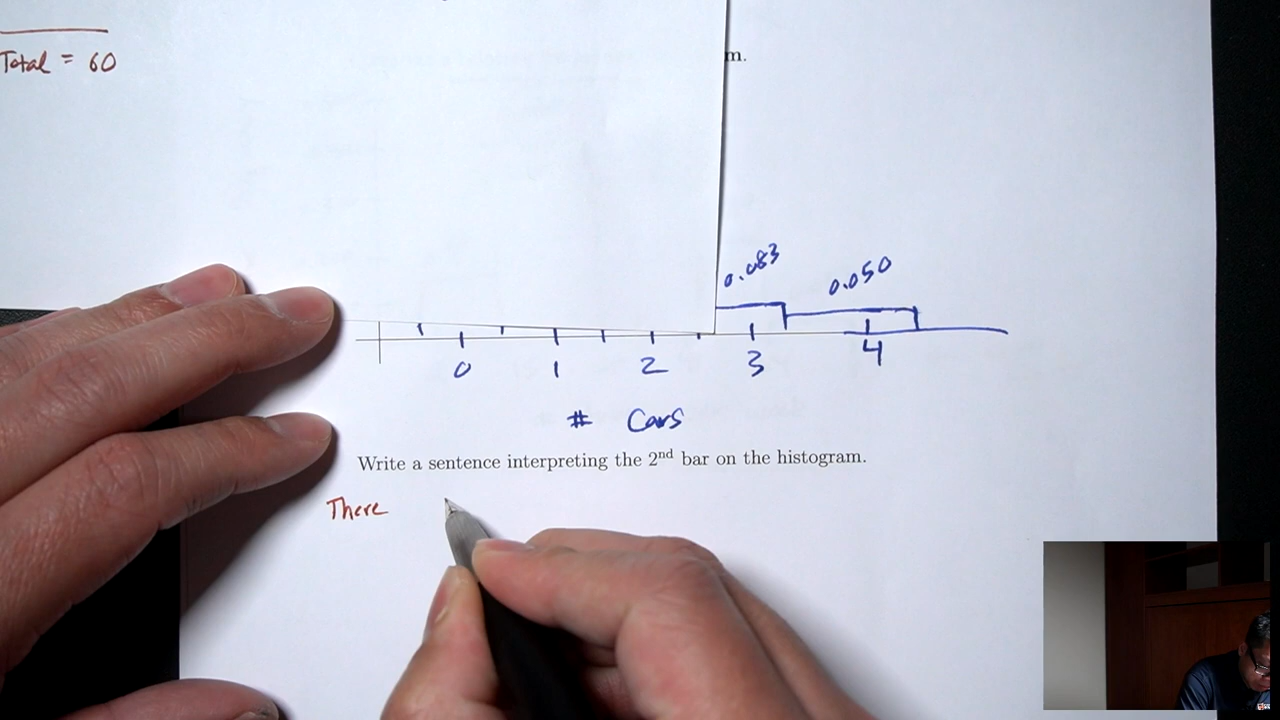 Total = 60
m.
0.083
0.050
0 1 2 3 4
# Cars
Write a sentence interpreting the 2nd bar on the histogram.
There